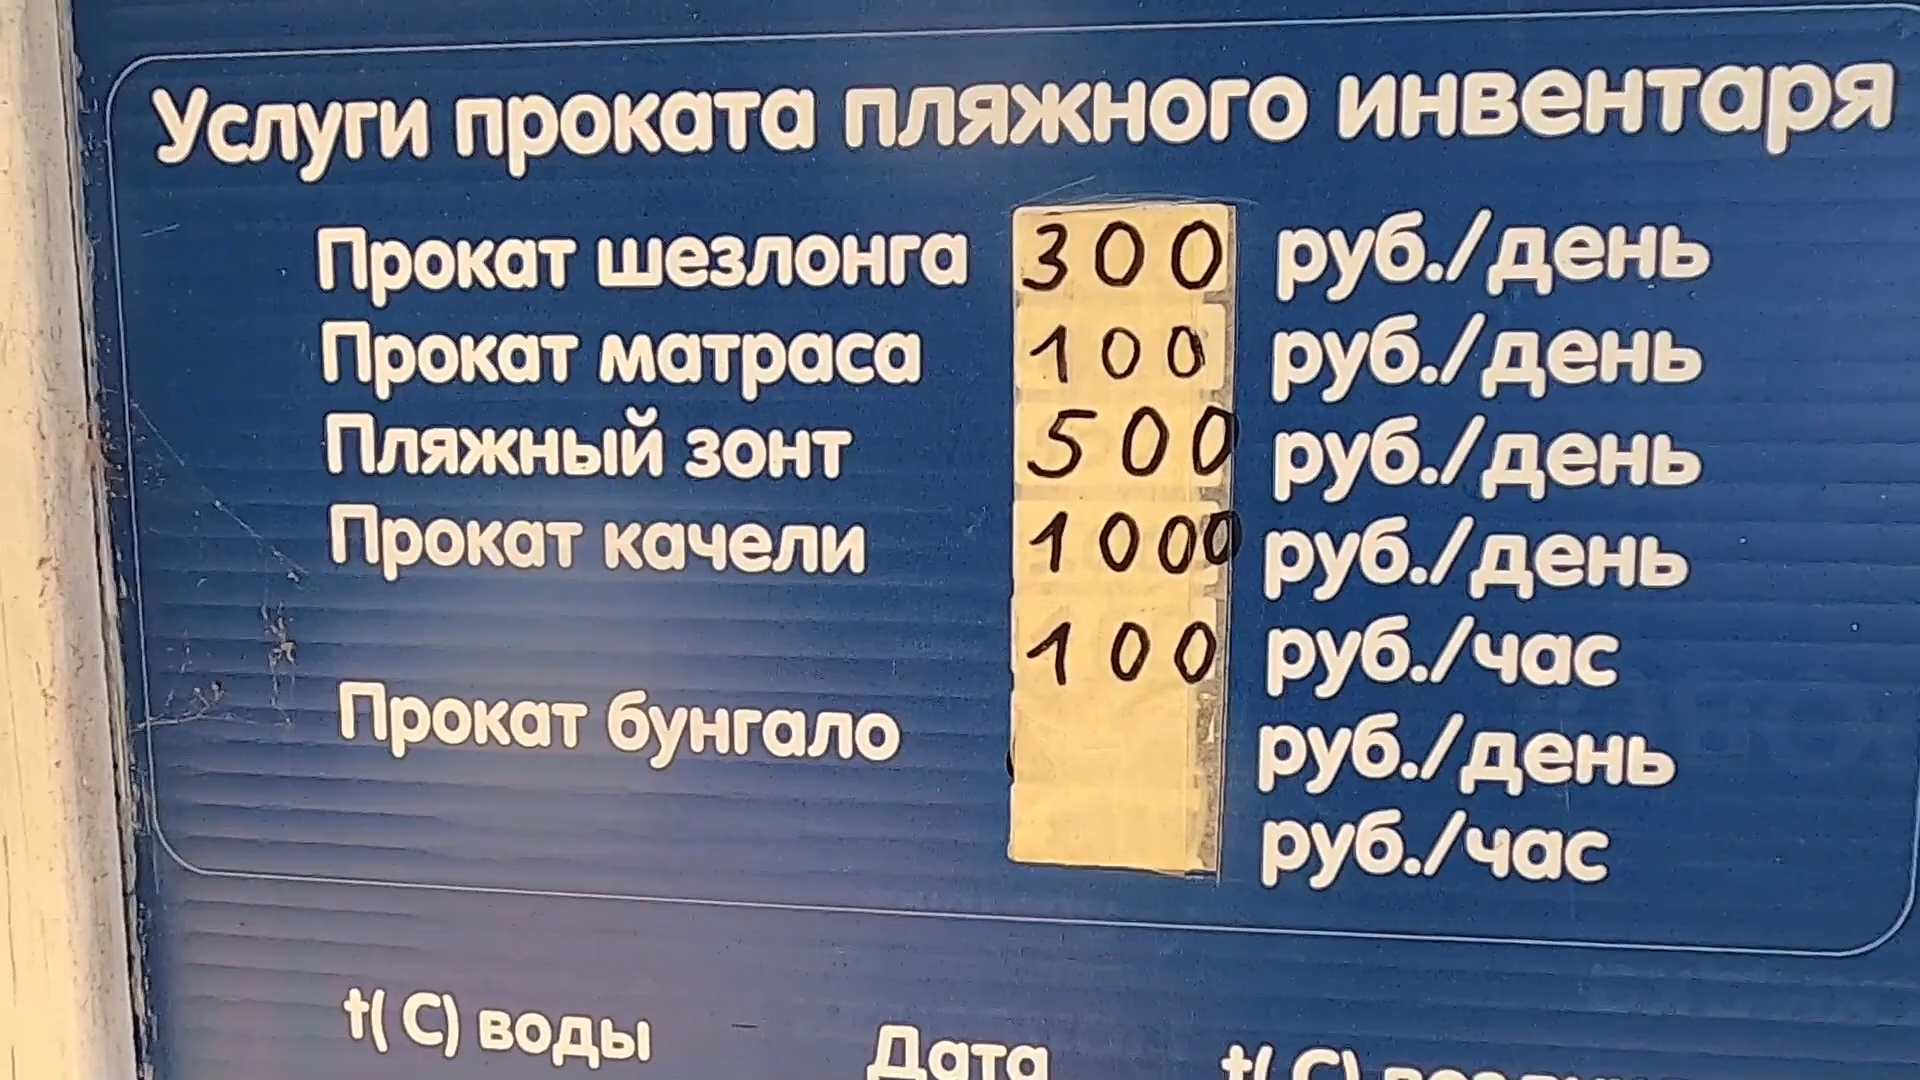 Услуги проката пляжного инвентаря
Прокат шезлонга 300 руб./день
Прокат матраса 100 руб./день
Пляжный зонт 500 руб./день
Прокат качели 1000 руб./день
100 руб./час
Прокат бунгало руб./день
руб./час
t( C) воды Дата t( C)